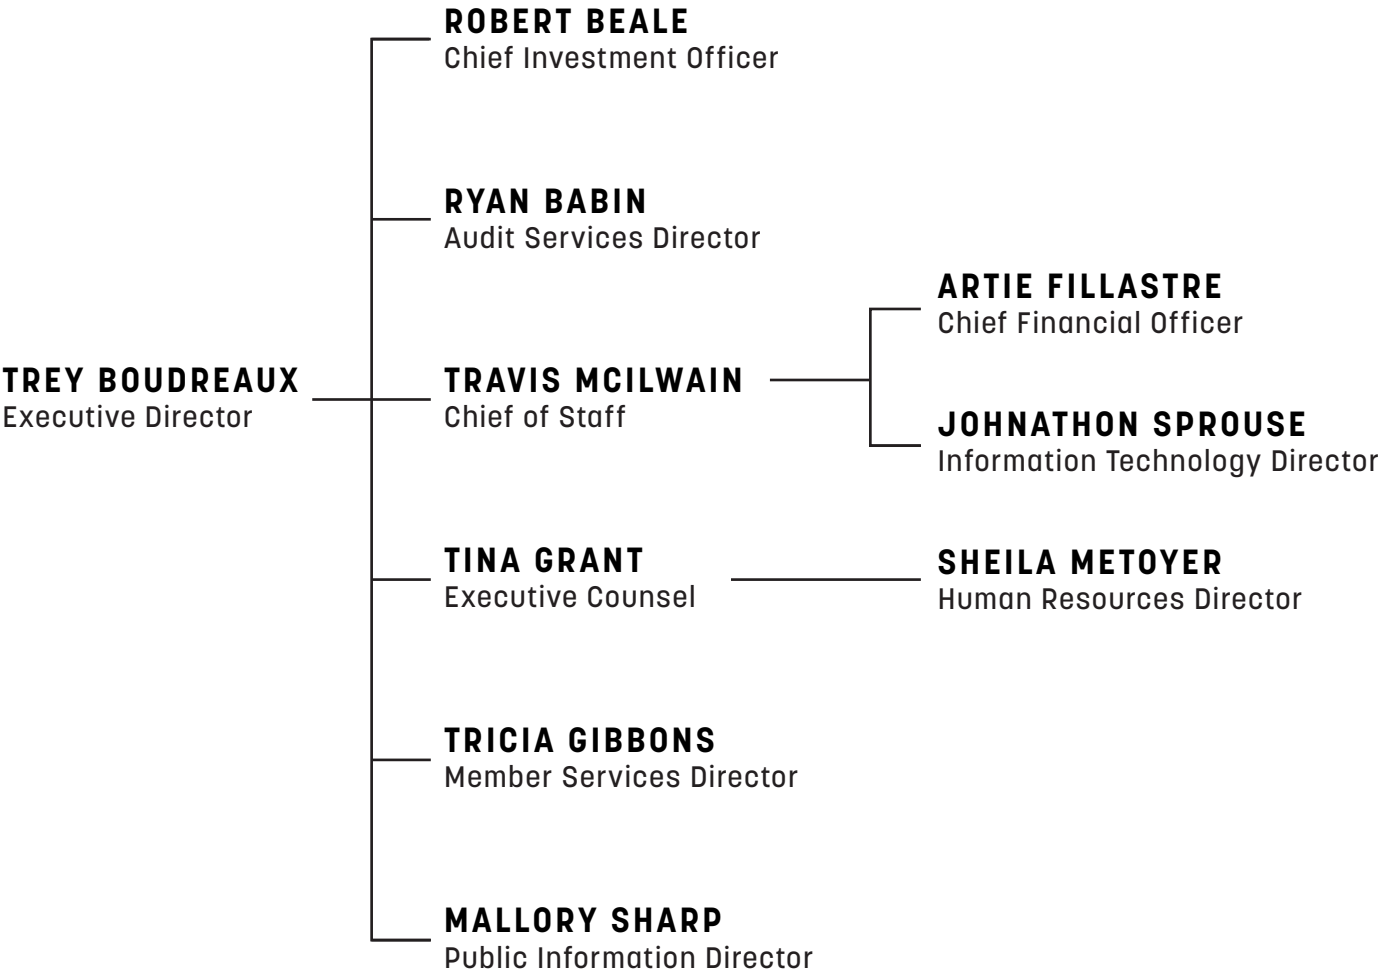 ROBERT BEALE
Chief Investment Officer
RYAN BABIN
Audit Services Director
ARTIE FILLASTRE
Chief Financial Officer
TREY BOUDREAUX
Executive Director
TRAVIS MCILWAIN
Chief of Staff
JOHNATHON SPROUSE
Information Technology Director
TINA GRANT
Executive Counsel
SHEILA METOYER
Human Resources Director
TRICIA GIBBONS
Member Services Director
MALLORY SHARP
Public Information Director